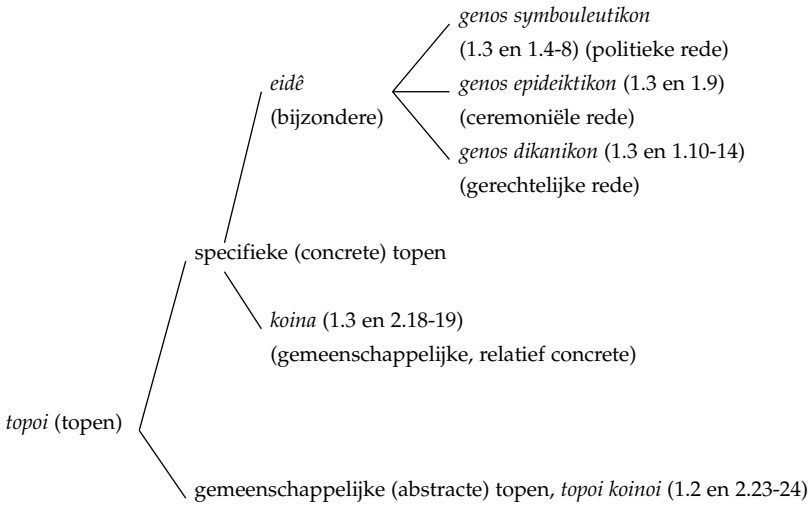 genos symbouleutikon
(1.3 en 1.4-8) (politieke rede)
eidê
(bijzondere)
genos epideiktikon (1.3 en 1.9)
(ceremoniële rede)
genos dikanikon (1.3 en 1.10-14)
(gerechtelijke rede)
specifieke (concrete) topen
koina (1.3 en 2.18-19)
(gemeenschappelijke, relatief concrete)
topoi (topen)
gemeenschappelijke (abstracte) topen, topoi koinoi (1.2 en 2.23-24)